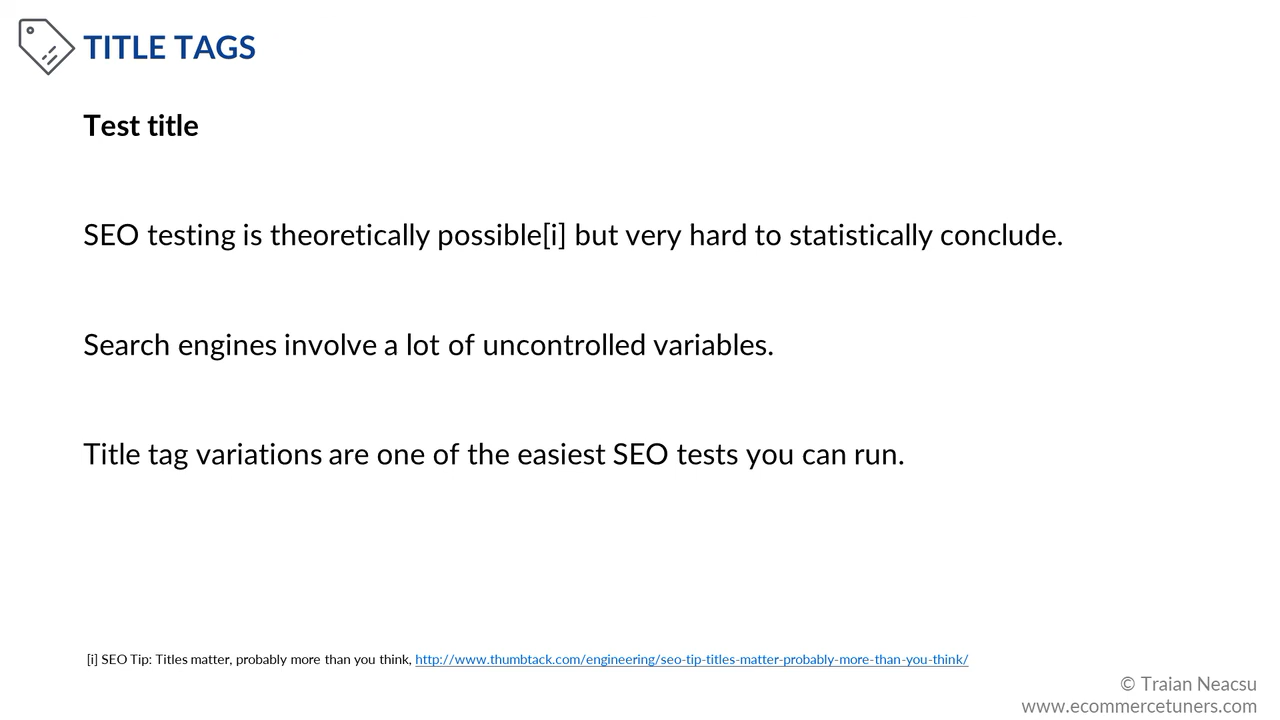 TITLE TAGS
Test title
SEO testing is theoretically possible[i] but very hard to statistically conclude.
Search engines involve a lot of uncontrolled variables.
Title tag variations are one of the easiest SEO tests you can run.
[i] SEO Tip: Titles matter, probably more than you think, http://www.thumbtack.com/engineering/seo-tip-titles-matter-probably-more-than-you-think/
© Traian Neacsu
www.ecommercetuners.com